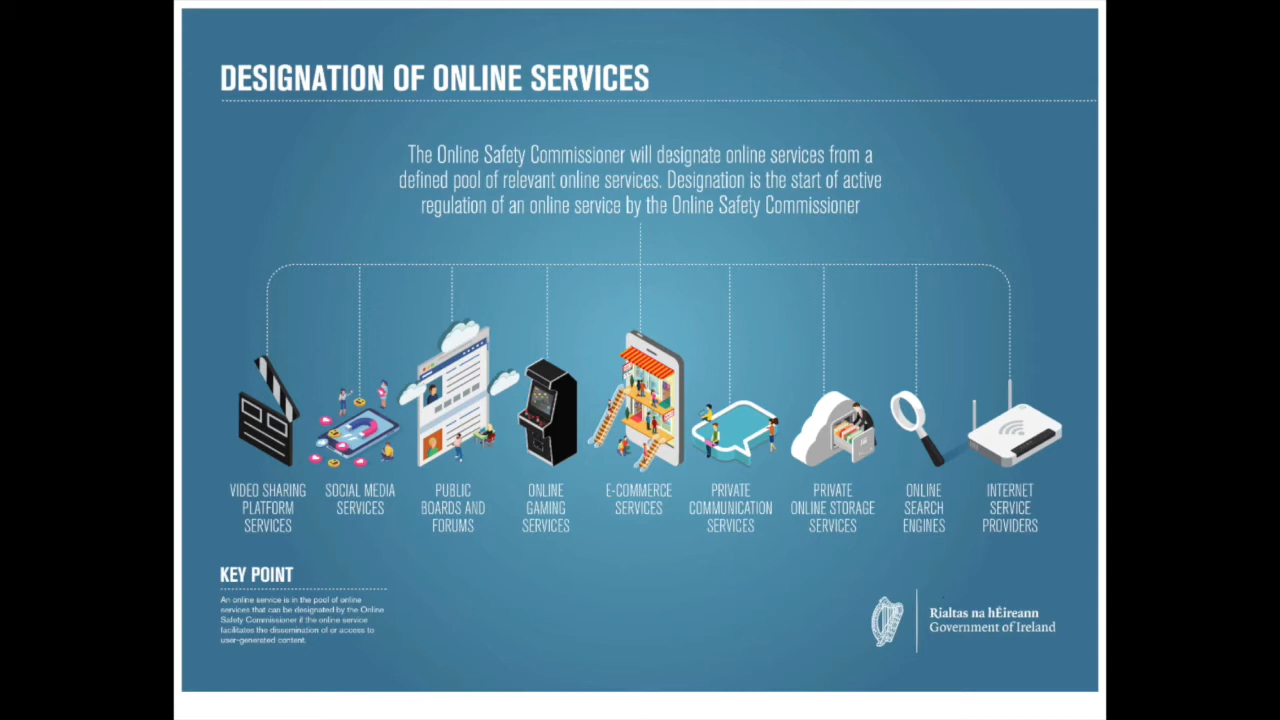 DESIGNATION OF ONLINE SERVICES
The Online Safety Commissioner will designate online services from a
defined pool of relevant online services. Designation is the start of active
regulation of an online service by the Online Safety Commissioner
VIDEO SHARING
PLATFORM
SERVICES
SOCIAL MEDIA
SERVICES
PUBLIC
BOARDS AND
FORUMS
ONLINE
GAMING
SERVICES
E-COMMERCE
SERVICES
PRIVATE
COMMUNICATION
SERVICES
PRIVATE
ONLINE STORAGE
SERVICES
ONLINE
SEARCH
ENGINES
INTERNET
SERVICE
PROVIDERS
KEY POINT
An online service is in the pool of online
services that can be designated by the Online
Safety Commissioner if the online service
facilitates the dissemination of or access to
user-generated content.
Rialtas na hÉireann
Government of Ireland